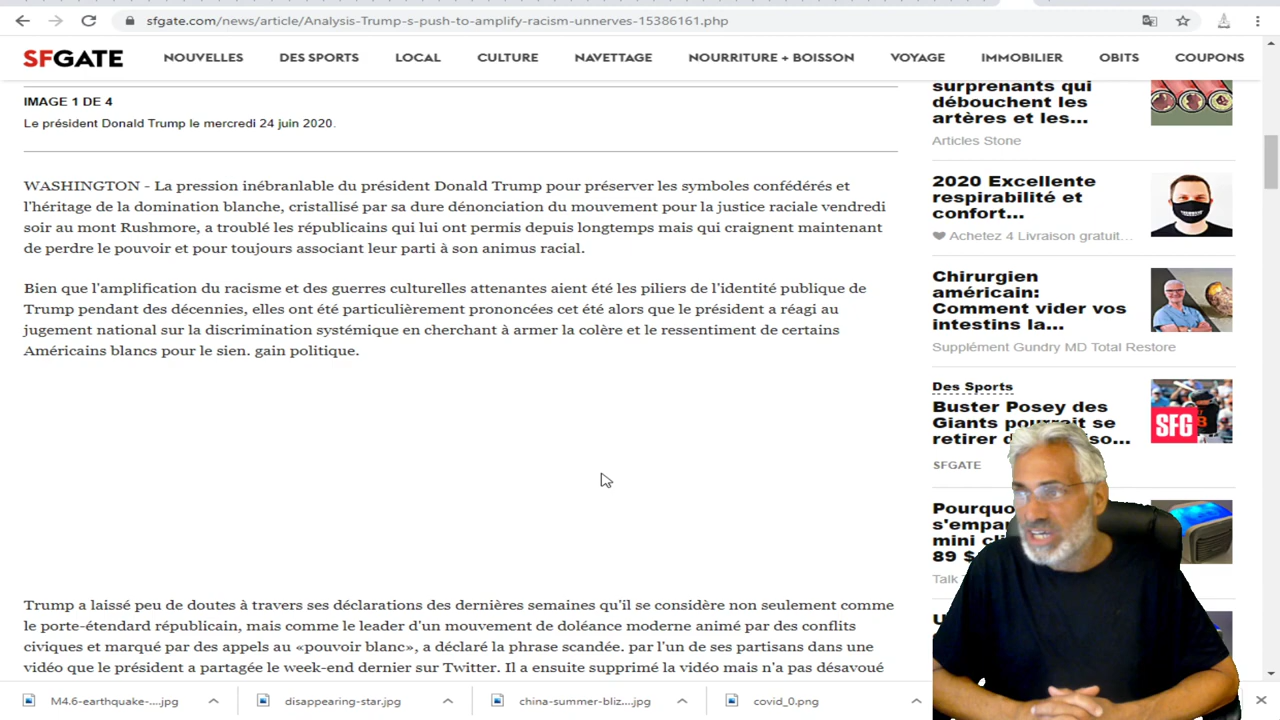 sfgate.com/news/article/Analysis-Trump-s-push-to-amplify-racism-unnerves-15386161.php
SFGATE NOUVELLES DES SPORTS LOCAL CULTURE NAVETTAGE NOURRITURE + BOISSON VOYAGE IMMOBILIER OBITS COUPONS
IMAGE 1 DE 4
Le président Donald Trump le mercredi 24 juin 2020.
WASHINGTON - La pression inébranlable du président Donald Trump pour préserver les symboles confédérés et
l'héritage de la domination blanche, cristallisé par sa dure dénonciation du mouvement pour la justice raciale vendredi
soir au mont Rushmore, a troublé les républicains qui lui ont permis depuis longtemps mais qui craignent maintenant
de perdre le pouvoir et pour toujours associant leur parti à son animus racial.
Bien que l'amplification du racisme et des guerres culturelles attenantes aient été les piliers de l'identité publique de
Trump pendant des décennies, elles ont été particulièrement prononcées cet été alors que le président a réagi au
jugement national sur la discrimination systémique en cherchant à armer la colère et le ressentiment de certains
Américains blancs pour le sien. gain politique.
Trump a laissé peu de doutes à travers ses déclarations des dernières semaines qu'il se considère non seulement comme
le porte-étendard républicain, mais comme le leader d'un mouvement de doléance moderne animé par des conflits
civiques et marqué par des appels au «pouvoir blanc», a déclaré la phrase scandée. par l'un de ses partisans dans une
vidéo que le président a partagée le week-end dernier sur Twitter. Il a ensuite supprimé la vidéo mais n'a pas désavoué
surprenants qui
débouchent les
artères et les...
Articles Stone
2020 Excellente
respirabilité et
confort...
Achetez 4 Livraison gratuit...
Chirurgien
américain:
Comment vider vos
intestins la...
Supplément Gundry MD Total Restore
Des Sports
Buster Posey des
Giants pourrait se
retirer
SFGATE
SFG
s'empa
mini cl
89 $
Talk
M4.6-earthquake-....jpg
disappearing-star.jpg
china-summer-bliz....jpg
covid_0.png